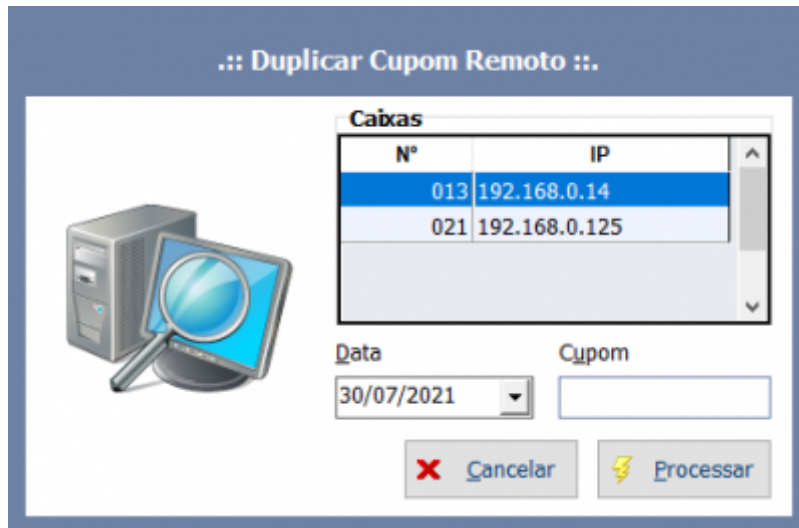 .:: Duplicar Cupom Remoto ::.
Caixas
N° IP
013 192.168.0.14
021 192.168.0.125
Data Cupom
30/07/2021
Cancelar Processar